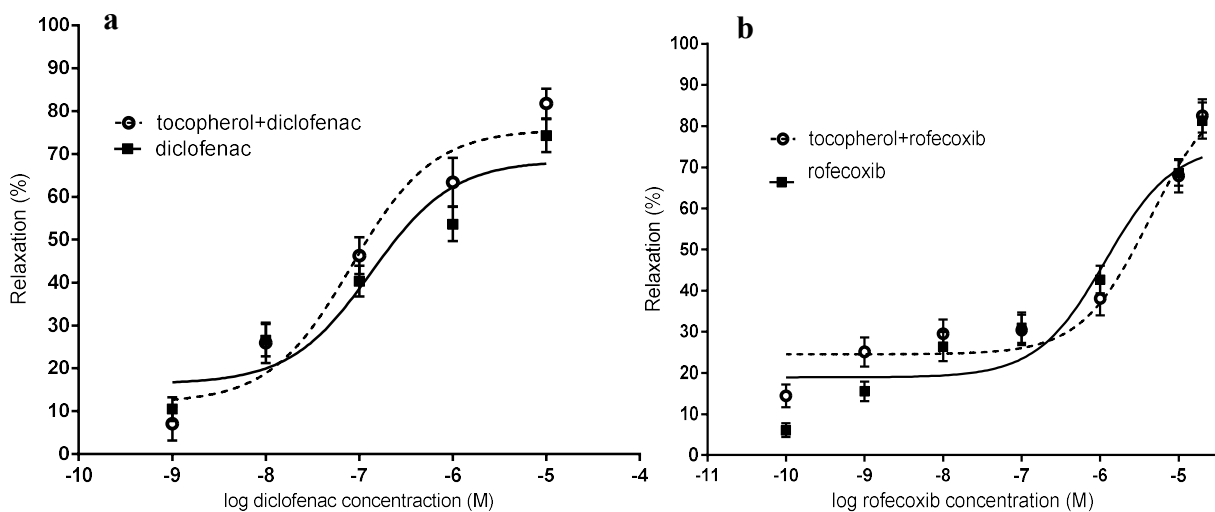 a
100
90
80
70
60
50
40
30
20
10
0
Relaxation (%)
tocopherol+diclofenac
diclofenac
-10 -9 -8 -7 -6 -5 -4
log diclofenac concentraction (M)
b
100
90
80
70
60
50
40
30
20
10
0
Relaxation (%)
tocopherol+rofecoxib
rofecoxib
-11 -10 -9 -8 -7 -6 -5
log rofecoxib concentration (M)